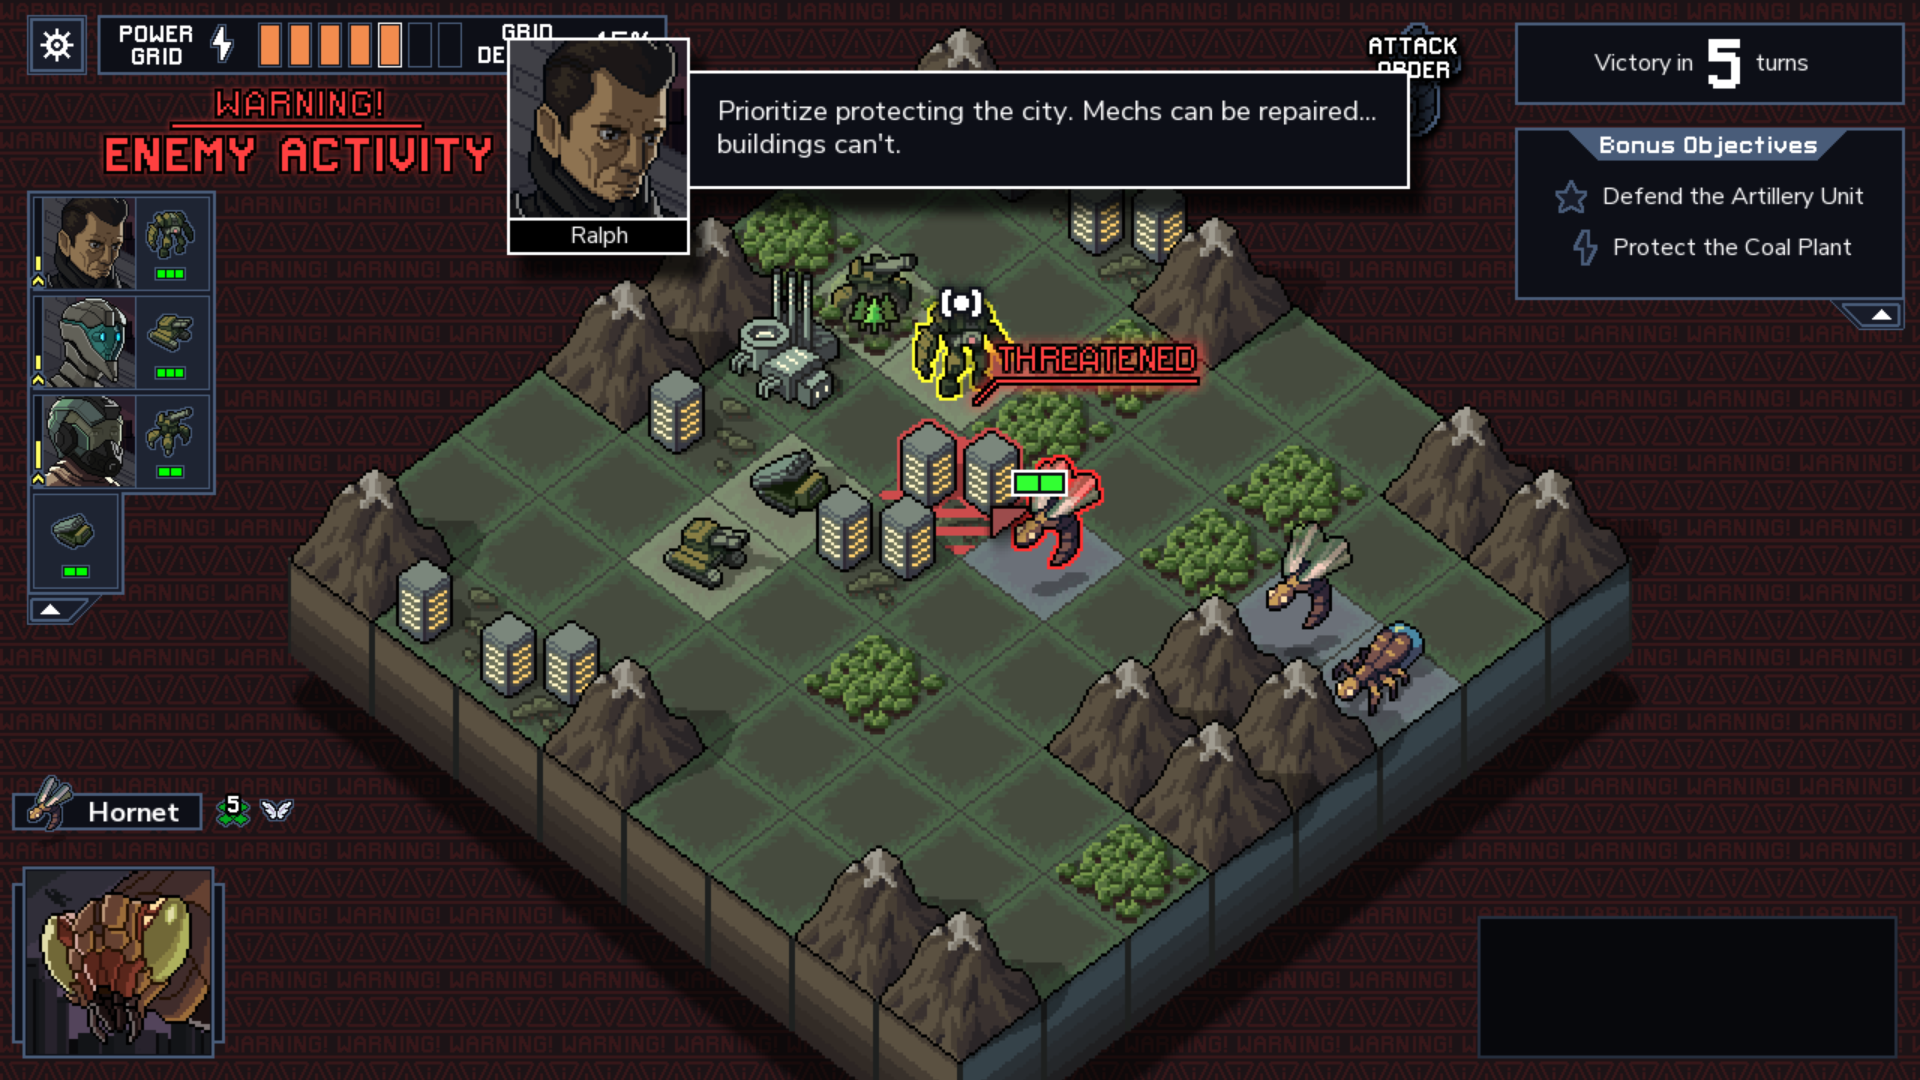 POWER
GRID
GRID
WARNING!
ENEMY ACTIVITY
Prioritize protecting the city. Mechs can be repaired...
buildings can't.
Ralph
ATTACK
ORDER
Victory in 5 turns
Bonus Objectives
Defend the Artillery Unit
Protect the Coal Plant
THREATENED
Hornet
5